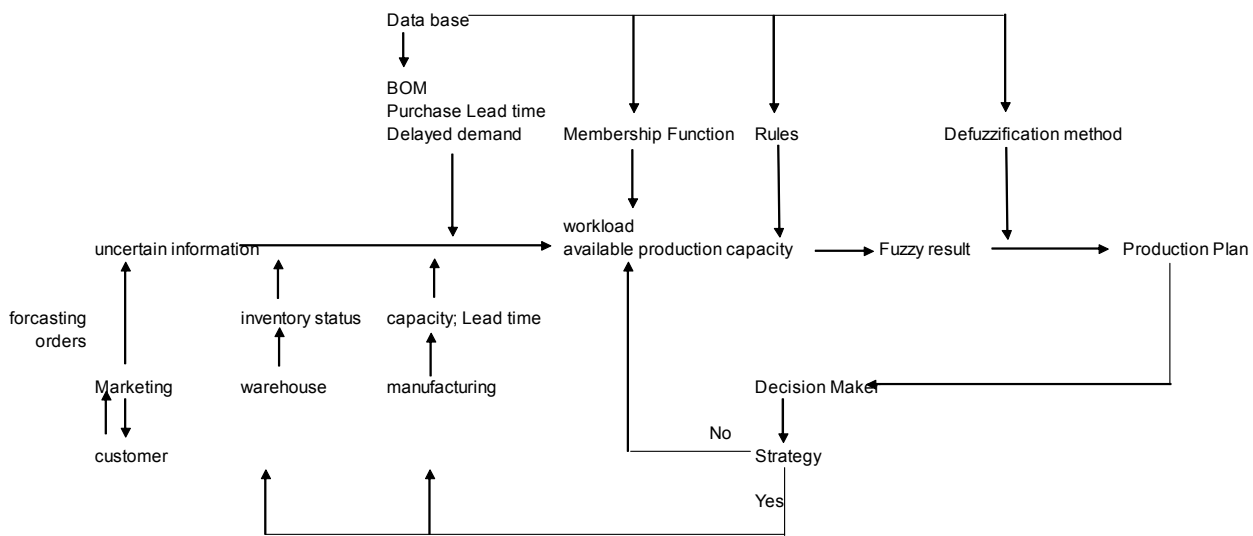 Data base
BOM
Purchase Lead time
Delayed demand
Membership Function
Rules
Defuzzification method
workload
uncertain information
available production capacity
Fuzzy result
Production Plan
forcasting
orders
inventory status
capacity; Lead time
Marketing
warehouse
manufacturing
Decision Maker
No
customer
Strategy
Yes